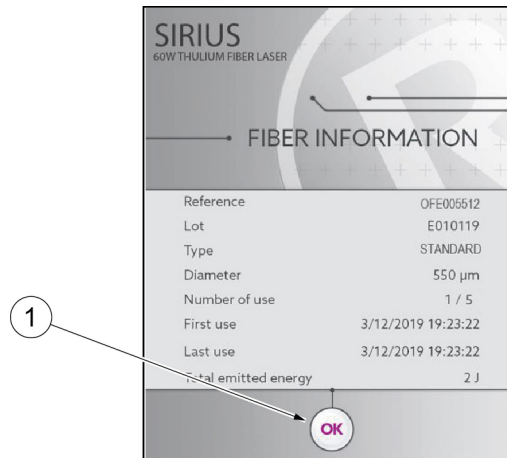 SIRIUS
60W THULIUM FIBER LASER
FIBER INFORMATION
Reference OFE005512
Lot E010119
Type STANDARD
Diameter 550 µm
Number of use 1 / 5
First use 3/12/2019 19:23:22
Last use 3/12/2019 19:23:22
Total emitted energy 2 J
1
OK